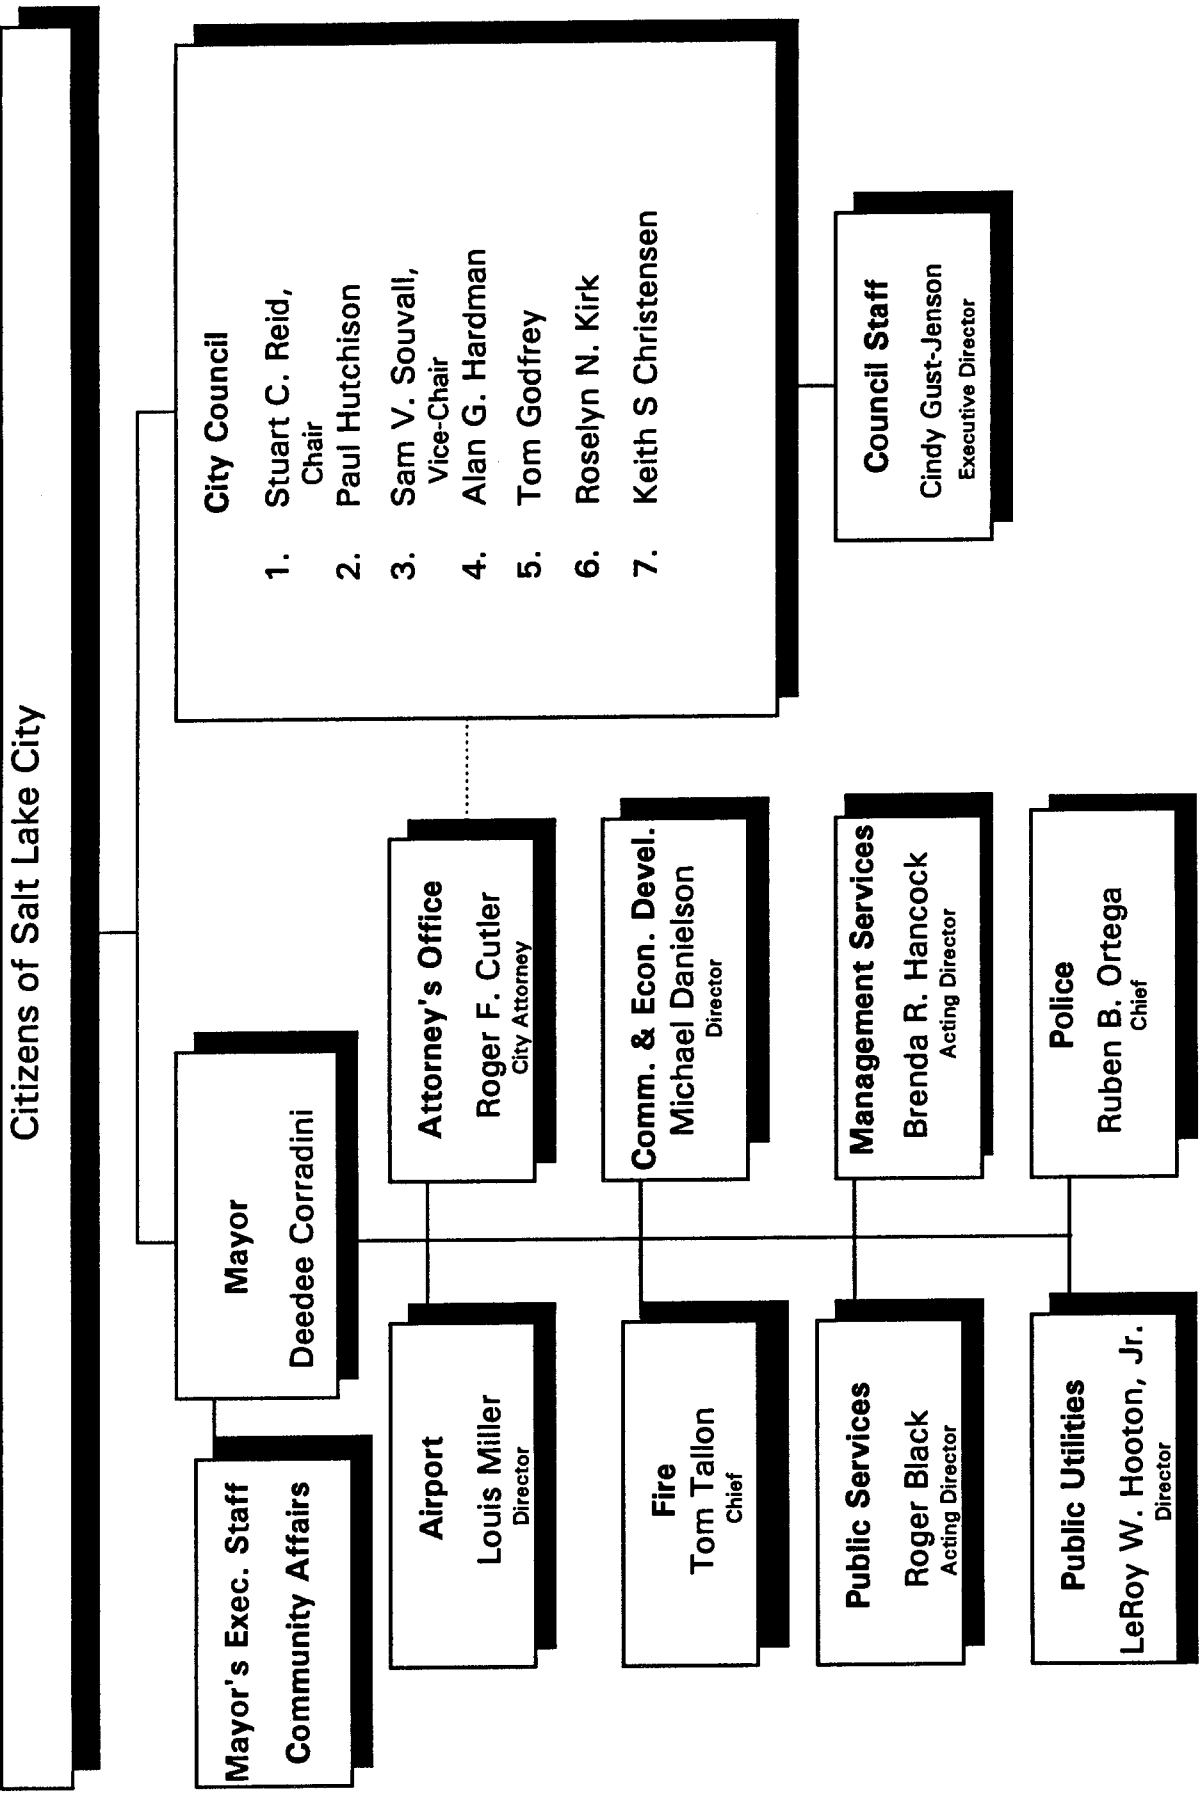 Citizens of Salt Lake City
Mayor's Exec. Staff
Community Affairs
Mayor
Deedee Corradini
City Council
1. Stuart C. Reid,
Chair
2. Paul Hutchison
3. Sam V. Souvall,
Vice-Chair
4. Alan G. Hardman
5. Tom Godfrey
6. Roselyn N. Kirk
7. Keith S Christensen
Airport
Louis Miller
Director
Attorney's Office
Roger F. Cutler
City Attorney
Fire
Tom Tallon
Chief
Comm. & Econ. Devel.
Michael Danielson
Director
Public Services
Roger Black
Acting Director
Management Services
Brenda R. Hancock
Acting Director
Council Staff
Cindy Gust-Jenson
Executive Director
Public Utilities
LeRoy W. Hooton, Jr.
Director
Police
Ruben B. Ortega
Chief